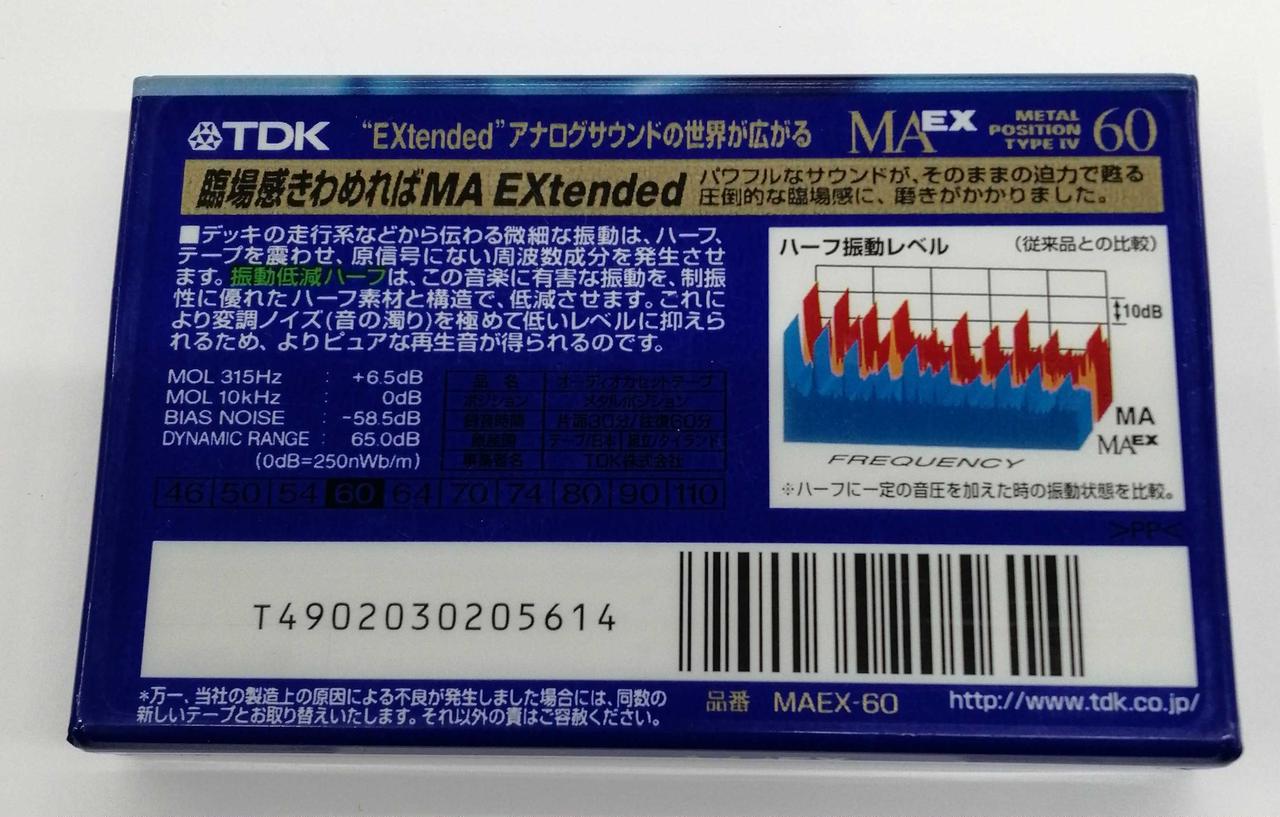 TDK "EXtended"アナログサウンドの世界が広がる MAEX METAL POSITION TYPE IV 60
臨場感きわめればMA EXtended
パワフルなサウンドが、そのままの迫力で甦る
圧倒的な臨場感に、磨きがかかりました。
■デッキの走行系などから伝わる微細な振動は、ハーフ、
テープを震わせ、原信号にない周波数成分を発生させ
ます。振動低減ハーフは、この音楽に有害な振動を、制振
性に優れたハーフ素材と構造で、低減させます。これに
より変調ノイズ(音の濁り)を極めて低いレベルに抑えら
れるため、よりピュアな再生音が得られるのです。
MOL 315Hz : +6.5dB
MOL 10kHz : 0dB
BIAS NOISE : -58.5dB
DYNAMIC RANGE : 65.0dB
(0dB=250nWb/m)
品 名 オーディオカセットテープ
ポジション メタルポジション
録音時間 片面30分/往復60分
原産国 テープ/日本 組立/タイランド
事業者名 TDK株式会社
46 50 54 60 64 70 74 80 90 110
ハーフ振動レベル (従来品との比較)
10dB
MA
MAEX
FREQUENCY
※ハーフに一定の音圧を加えた時の振動状態を比較。
>PP<
T4902030205614
*万一、当社の製造上の原因による不良が発生しました場合には、同数の
新しいテープとお取り替えいたします。それ以外の責はご容赦ください。
品番 MAEX-60 http://www.tdk.co.jp/